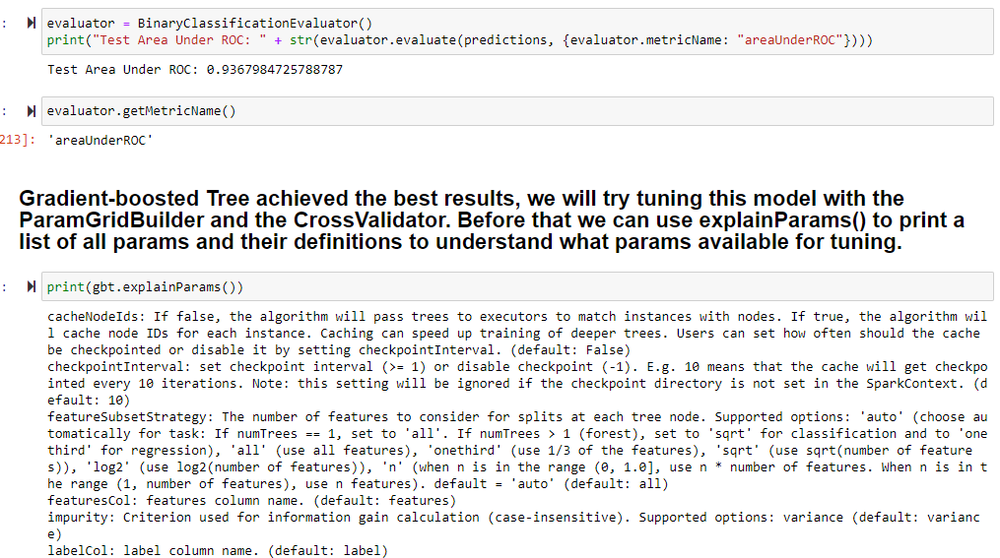 :
evaluator = BinaryClassificationEvaluator()
print("Test Area Under ROC: " + str(evaluator.evaluate(predictions, {evaluator.metricName: "areaUnderROC"})))
Test Area Under ROC: 0.9367984725788787
:
evaluator.getMetricName()
213]: 'areaUnderROC'
Gradient-boosted Tree achieved the best results, we will try tuning this model with the
ParamGridBuilder and the CrossValidator. Before that we can use explainParams() to print a
list of all params and their definitions to understand what params available for tuning.
:
print(gbt.explainParams())
cacheNodeIds: If false, the algorithm will pass trees to executors to match instances with nodes. If true, the algorithm wil
l cache node IDs for each instance. Caching can speed up training of deeper trees. Users can set how often should the cache
be checkpointed or disable it by setting checkpointInterval. (default: False)
checkpointInterval: set checkpoint interval (>= 1) or disable checkpoint (-1). E.g. 10 means that the cache will get checkpo
inted every 10 iterations. Note: this setting will be ignored if the checkpoint directory is not set in the SparkContext. (d
efault: 10)
featureSubsetStrategy: The number of features to consider for splits at each tree node. Supported options: 'auto' (choose au
tomatically for task: If numTrees == 1, set to 'all'. If numTrees > 1 (forest), set to 'sqrt' for classification and to 'one
third' for regression), 'all' (use all features), 'onethird' (use 1/3 of the features), 'sqrt' (use sqrt(number of feature
s)), 'log2' (use log2(number of features)), 'n' (when n is in the range (0, 1.0], use n * number of features. When n is in t
he range (1, number of features), use n features). default = 'auto' (default: all)
featuresCol: features column name. (default: features)
impurity: Criterion used for information gain calculation (case-insensitive). Supported options: variance (default: varianc
e)
labelCol: label column name. (default: label)